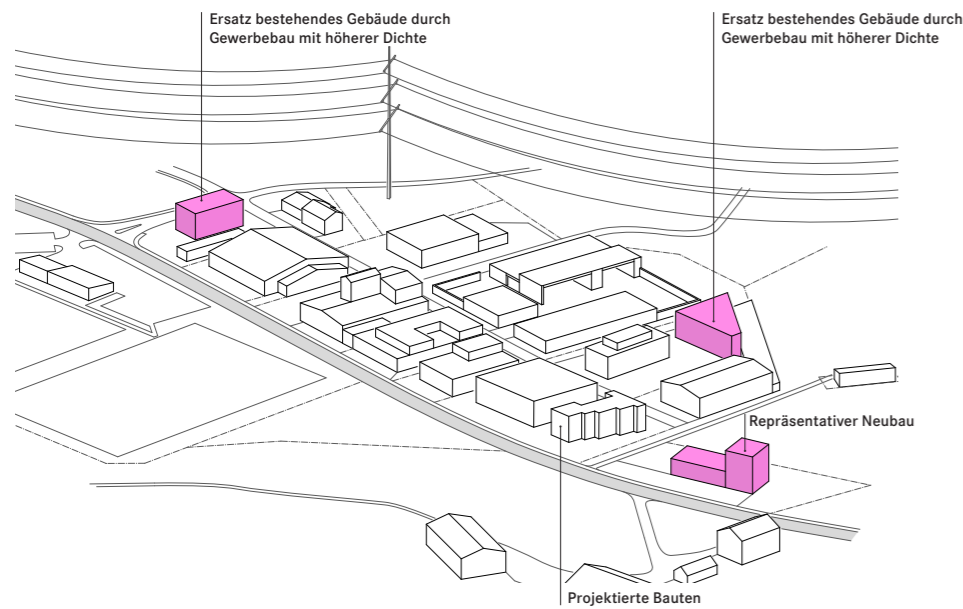 Ersatz bestehendes Gebäude durch
Gewerbebau mit höherer Dichte
Ersatz bestehendes Gebäude durch
Gewerbebau mit höherer Dichte
Repräsentativer Neubau
Projektierte Bauten